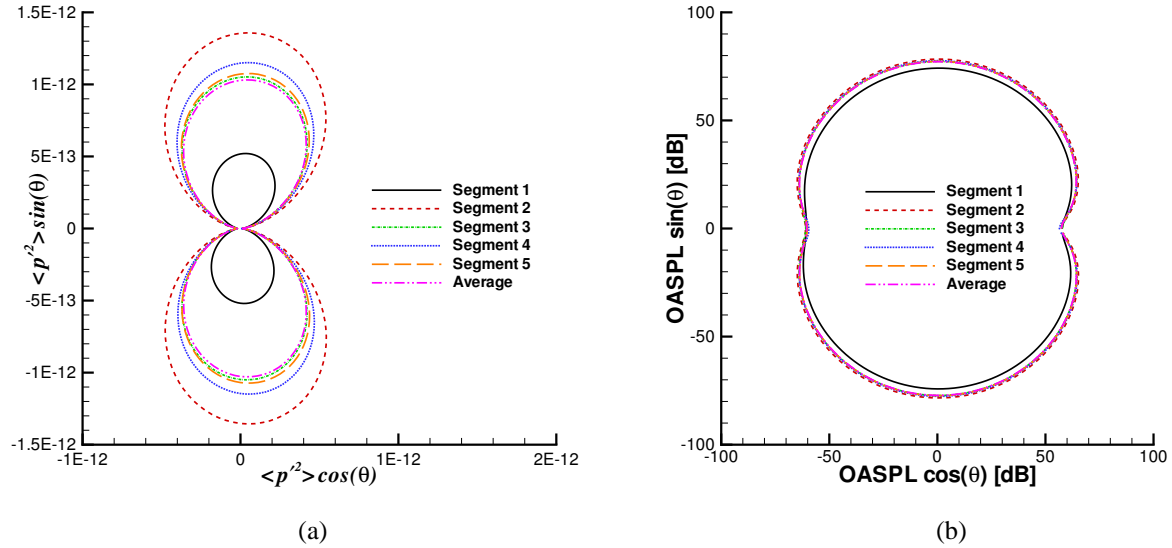 1.5E-12
1E-12
5E-13
0
-5E-13
-1E-12
-1.5E-12
<p'²>sin(θ)
-1E-12
0
1E-12
2E-12
<p'²>cos(θ)
Segment 1
Segment 2
Segment 3
Segment 4
Segment 5
Average
(a)
100
50
0
-50
-100
OASPL sin(θ) [dB]
-100
-50
0
50
100
OASPL cos(θ) [dB]
Segment 1
Segment 2
Segment 3
Segment 4
Segment 5
Average
(b)